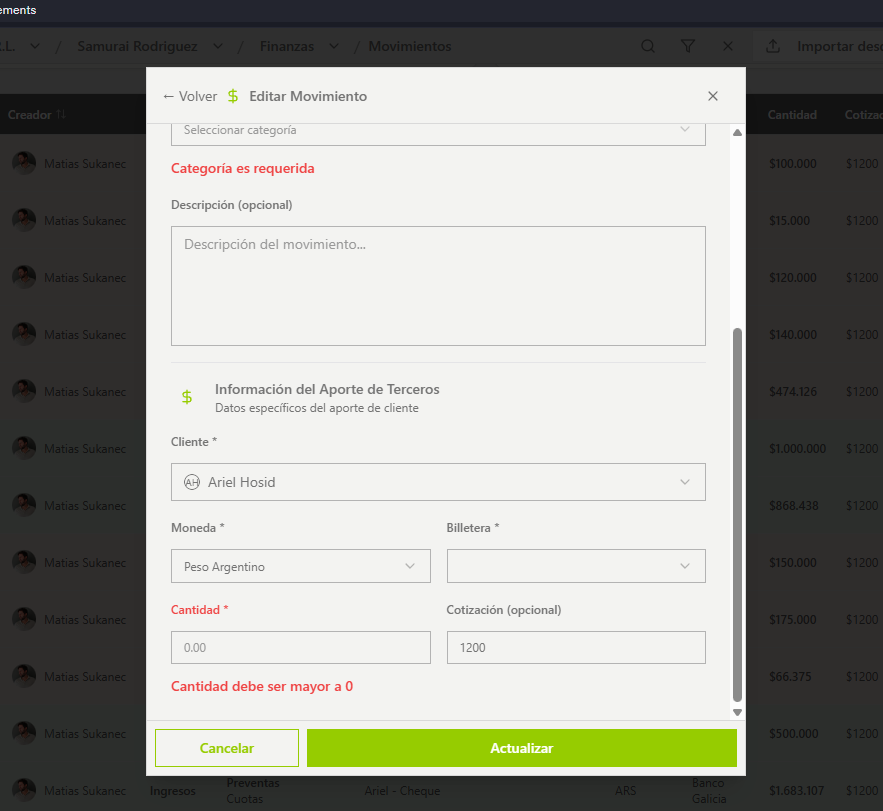 ements
.L. / Samurai Rodriguez / Finanzas / Movimientos
Importar desc
← Volver $ Editar Movimiento
Creador
Cantidad
Cotizac
Seleccionar categoría
Categoría es requerida
Descripción (opcional)
Descripción del movimiento...
$ Información del Aporte de Terceros
Datos específicos del aporte de cliente
Cliente *
AH Ariel Hosid
Moneda *
Billetera *
Peso Argentino
Cantidad *
Cotización (opcional)
0.00
1200
Cantidad debe ser mayor a 0
Cancelar
Actualizar
Matias Sukanec $100.000 $1200
Matias Sukanec $15.000 $1200
Matias Sukanec $120.000 $1200
Matias Sukanec $140.000 $1200
Matias Sukanec $474.126 $1200
Matias Sukanec $1.000.000 $1200
Matias Sukanec $868.438 $1200
Matias Sukanec $150.000 $1200
Matias Sukanec $175.000 $1200
Matias Sukanec $66.375 $1200
Matias Sukanec $500.000 $1200
Matias Sukanec Ingresos Preventas Cuotas Ariel - Cheque ARS Banco Galicia $1.683.107 $1200